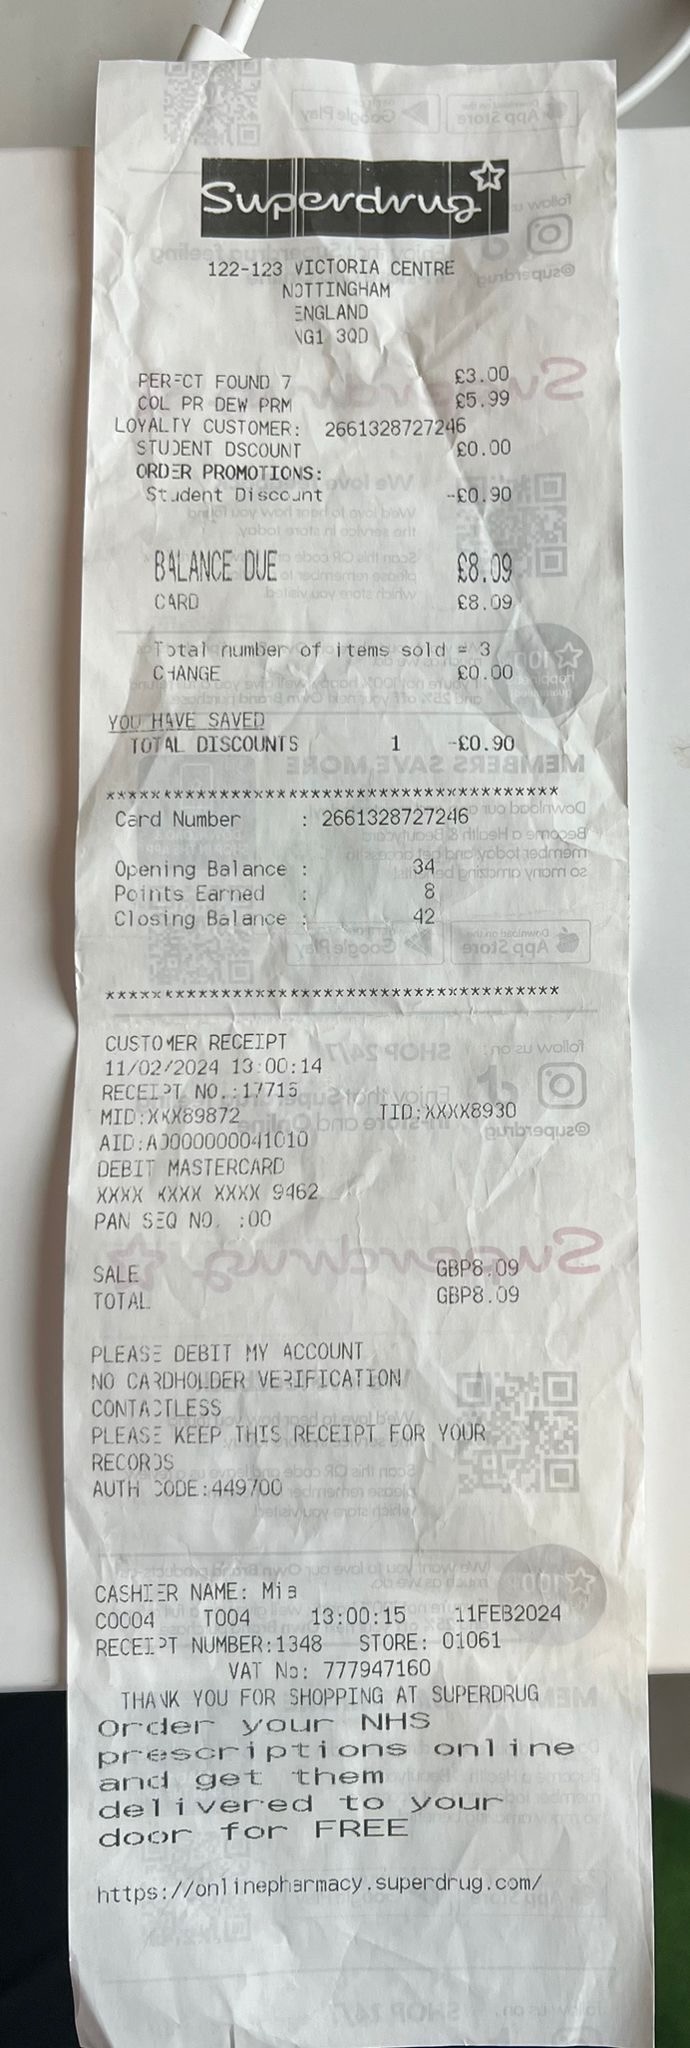 Superdrug
122-123 VICTORIA CENTRE
NOTTINGHAM
ENGLAND
NG1 3QD
PERFCT FOUND 7 £3.00
COL PR DEW PRM £5.99
LOYALTY CUSTOMER: 2661328727246
STUDENT DSCOUNT £0.00
ORDER PROMOTIONS:
Student Discount -£0.90
BALANCE DUE £8.09
CARD £8.09
Total number of items sold = 3
CHANGE £0.00
YOU HAVE SAVED
TOTAL DISCOUNTS 1 -£0.90
****************************************
Card Number : 2661328727246
Opening Balance : 34
Points Earned : 8
Closing Balance : 42
****************************************
CUSTOMER RECEIPT
11/02/2024 13:00:14
RECEIPT NO.:17715
MID:XXX89872 TID:XXXX8930
AID:A0000000041010
DEBIT MASTERCARD
XXXX XXXX XXXX 9462
PAN SEQ NO. :00
SALE GBP8.09
TOTAL GBP8.09
PLEASE DEBIT MY ACCOUNT
NO CARDHOLDER VERIFICATION
CONTACTLESS
PLEASE KEEP THIS RECEIPT FOR YOUR
RECORDS
AUTH CODE:449700
CASHIER NAME: Mia
C0004 T004 13:00:15 11FEB2024
RECEIPT NUMBER:1348 STORE: 01061
VAT No: 777947160
THANK YOU FOR SHOPPING AT SUPERDRUG
Order your NHS
prescriptions online
and get them
delivered to your
door for FREE
https://onlinepharmacy.superdrug.com/